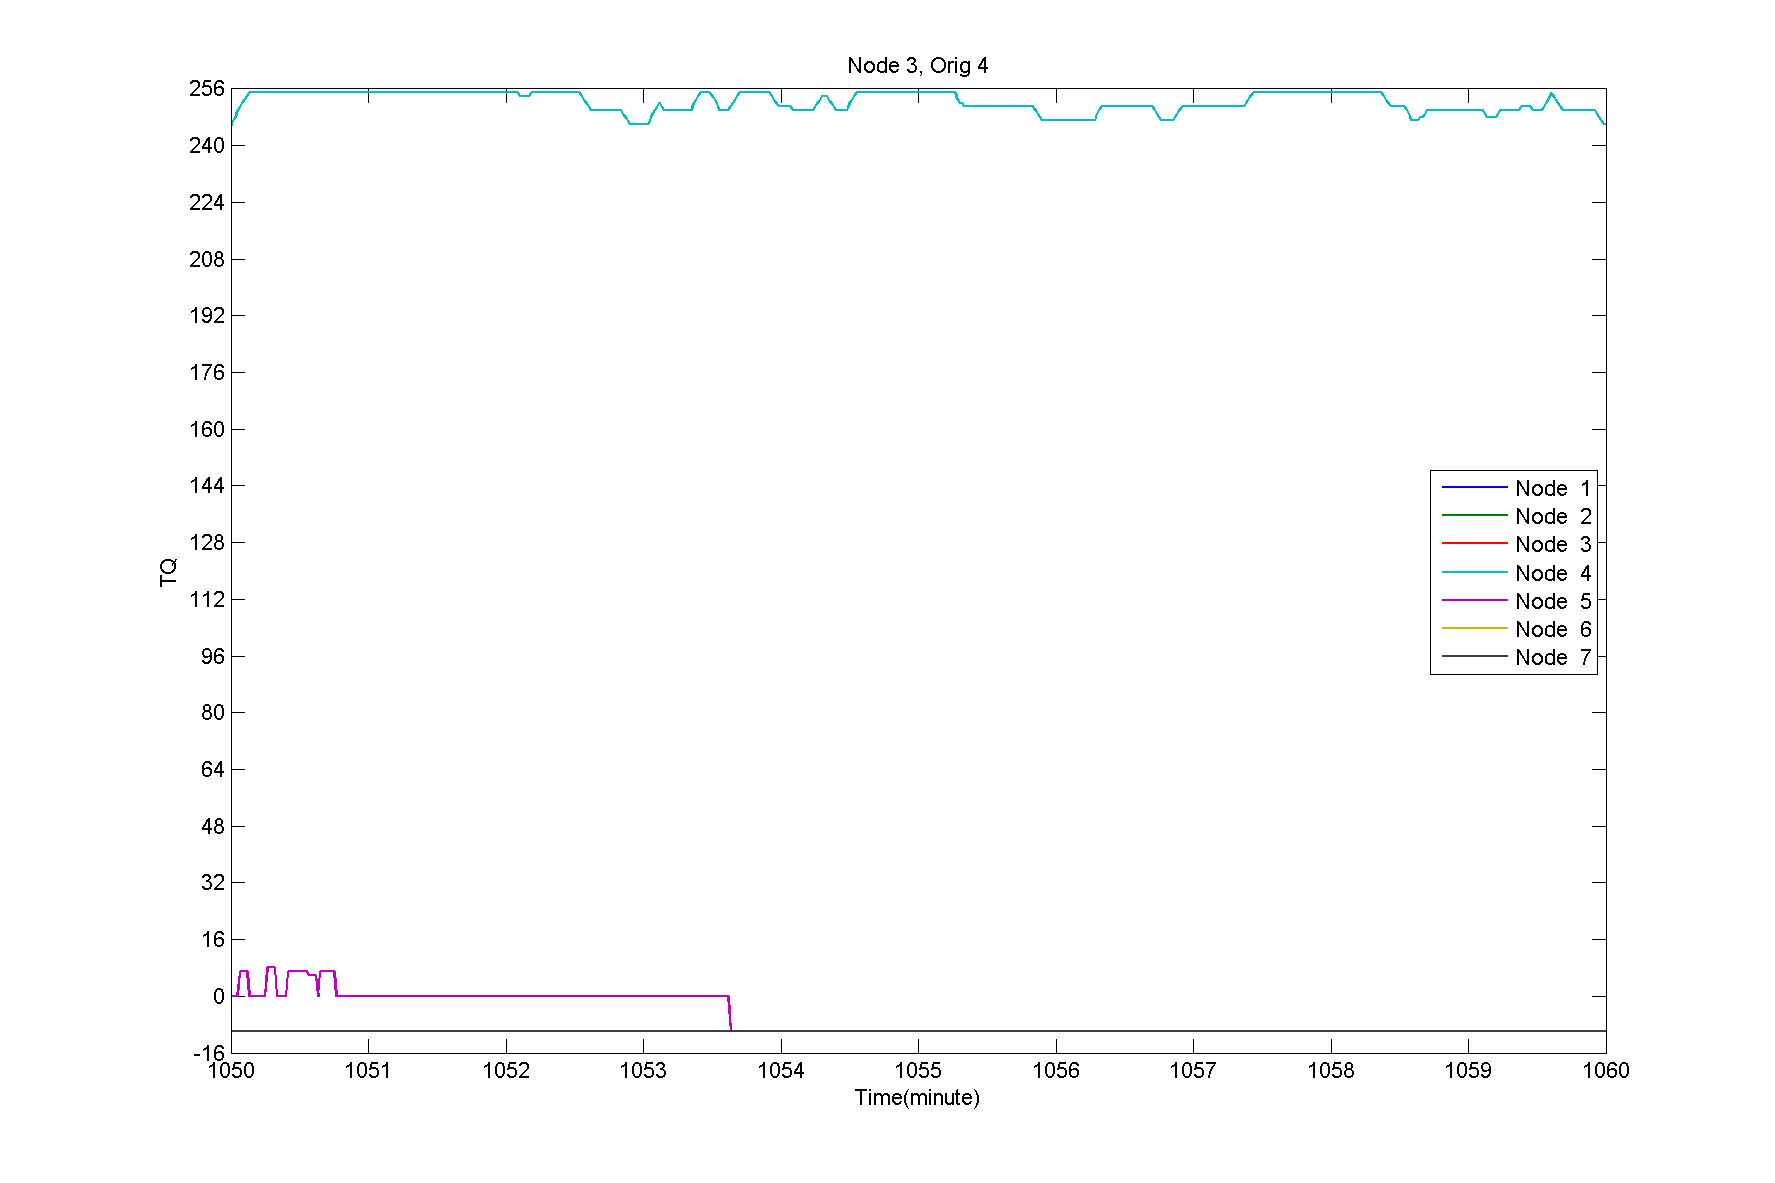 Node 3, Orig 4
256
240
224
208
192
176
160
144
128
112
96
80
64
48
32
16
0
-16
TQ
Node 1
Node 2
Node 3
Node 4
Node 5
Node 6
Node 7
1050 1051 1052 1053 1054 1055 1056 1057 1058 1059 1060
Time(minute)